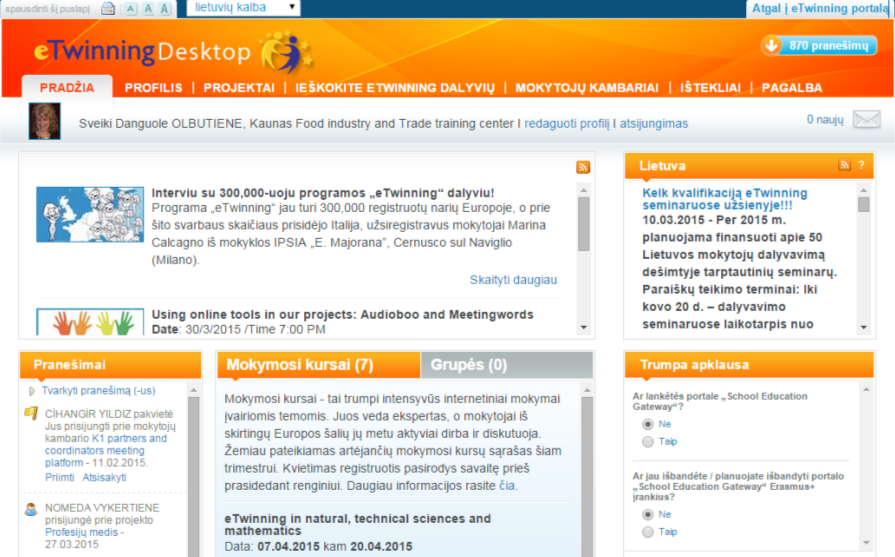 spausdinti šį puslapį A A A lietuvių kalba Atgal į eTwinning portalą
eTwinning Desktop
870 pranešimų
PRADŽIA PROFILIS | PROJEKTAI | IEŠKOKITE ETWINNING DALYVIŲ | MOKYTOJŲ KAMBARIAI | IŠTEKLIAI | PAGALBA
Sveiki Danguole OLBUTIENE, Kaunas Food industry and Trade training center I redaguoti profilį I atsijungimas
0 naujų
Interviu su 300,000-uoju programos „eTwinning“ dalyviu!
Programa „eTwinning“ jau turi 300,000 registruotų narių Europoje, o prie
šito svarbaus skaičiaus prisidėjo Italija, užsiregistravus mokytojai Marina
Calcagno iš mokyklos IPSIA „E. Majorana”, Cernusco sul Naviglio
(Milano).
Skaityti daugiau
Using online tools in our projects: Audioboo and Meetingwords
Date: 30/3/2015 /Time 7:00 PM
Lietuva ?
Kelk kvalifikaciją eTwinning
seminaruose užsienyje!!!
10.03.2015 - Per 2015 m.
planuojama finansuoti apie 50
Lietuvos mokytojų dalyvavimą
dešimtyje tarptautinių seminarų.
Paraiškų teikimo terminai: Iki
kovo 20 d. – dalyvavimo
seminaruose laikotarpis nuo
Pranešimai
Tvarkyti pranešimą (-us)
CİHANGİR YILDIZ pakvietė
Jus prisijungti prie mokytojų
kambario K1 partners and
coordinators meeting
platform - 11.02.2015.
Priimti Atsisakyti
NOMEDA VYKERTIENE
prisijungė prie projekto
Profesijų medis -
27.03.2015
Mokymosi kursai (7) Grupės (0)
Mokymosi kursai - tai trumpi intensyvūs internetiniai mokymai
įvairiomis temomis. Juos veda ekspertas, o mokytojai iš
skirtingų Europos šalių jų metu aktyviai dirba ir diskutuoja.
Žemiau pateikiamas artėjančių mokymo kursų sąrašas šiam
trimestrui. Kvietimas registruotis pasirodys savaitę prieš
prasidedant renginiui. Daugiau informacijos rasite čia.
eTwinning in natural, technical sciences and
mathematics
Data: 07.04.2015 kam 20.04.2015
Trumpa apklausa
Ar lankėtės portale „School Education
Gateway“?
Ne
Taip
Ar jau išbandėte / planuojate išbandyti portalo
„School Education Gateway“ Erasmus+
įrankius?
Ne
Taip